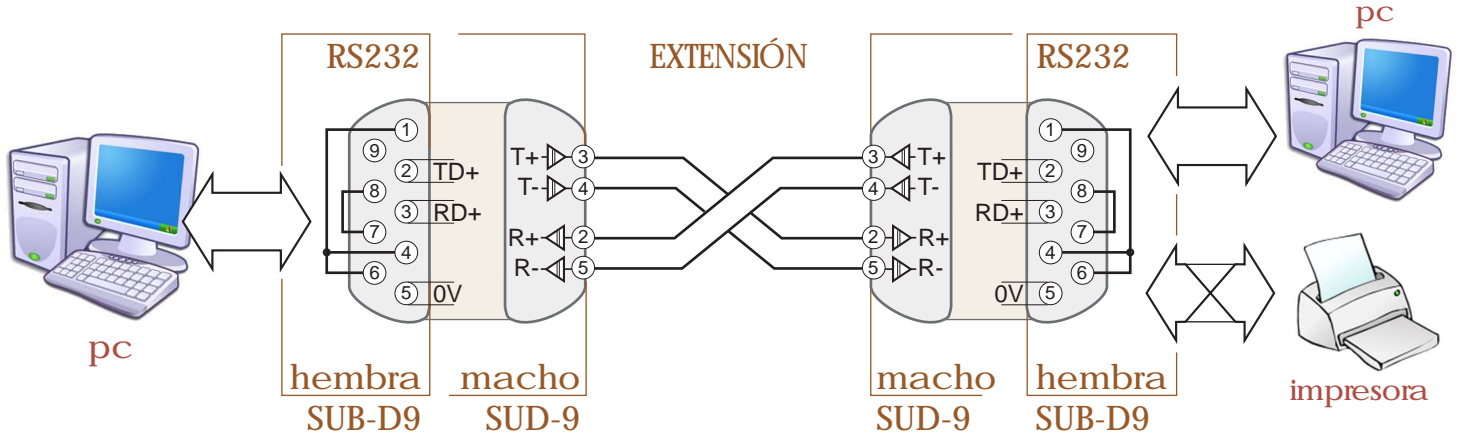 pc
RS232
EXTENSIÓN
RS232
1
9
2 TD+
8
3 RD+
7
4
6
5 0V
T+ 3
T- 4
R+ 2
R- 5
3 T+
4 T-
2 R+
5 R-
1
9
TD+ 2
8
RD+ 3
7
4
6
0V 5
pc
hembra
macho
macho
hembra
impresora
SUB-D9
SUD-9
SUD-9
SUB-D9